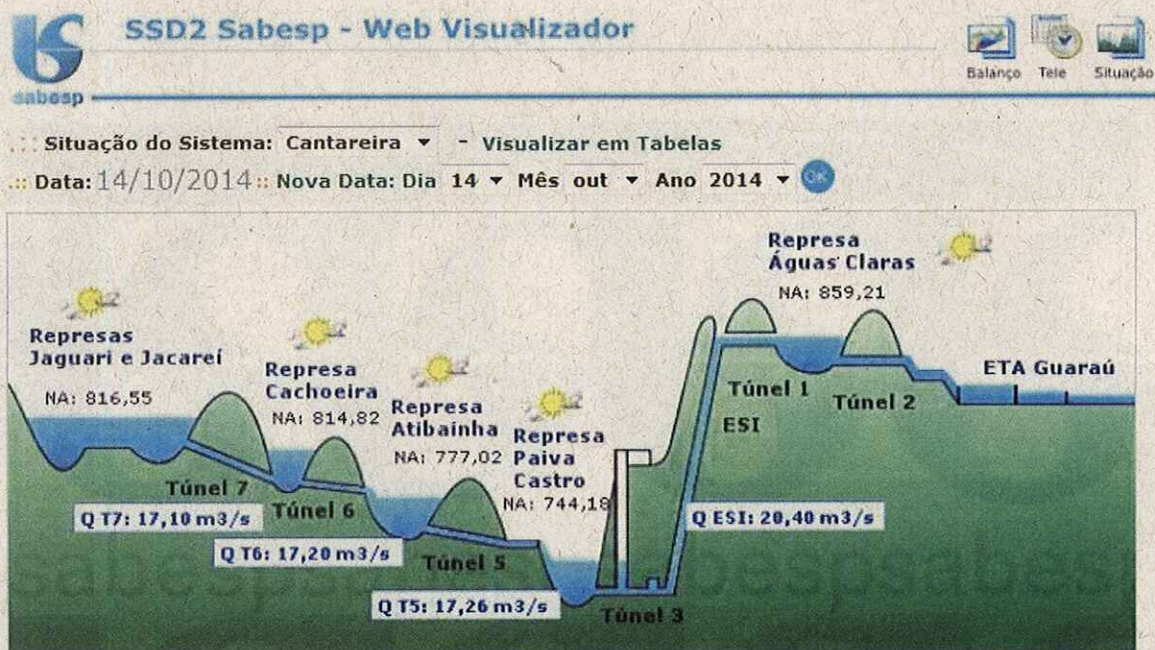 SSD2 Sabesp - Web Visualizador
sabesp
Balanço Tele Situação
.:: Situação do Sistema: Cantareira - Visualizar em Tabelas
.:: Data: 14/10/2014 :: Nova Data: Dia 14 Mês out Ano 2014 OK
Represa
Águas Claras
NA: 859,21
Represas
Jaguari e Jacareí
NA: 816,55
Represa
Cachoeira
NA: 814,82
Represa
Atibainha
NA: 777,02
Represa
Paiva
Castro
NA: 744,18
ETA Guaraú
Túnel 1
Túnel 2
ESI
Túnel 7
Q T7: 17,10 m3/s
Túnel 6
Q T6: 17,20 m3/s
Túnel 5
Q T5: 17,26 m3/s
Q ESI: 20,40 m3/s
Túnel 3